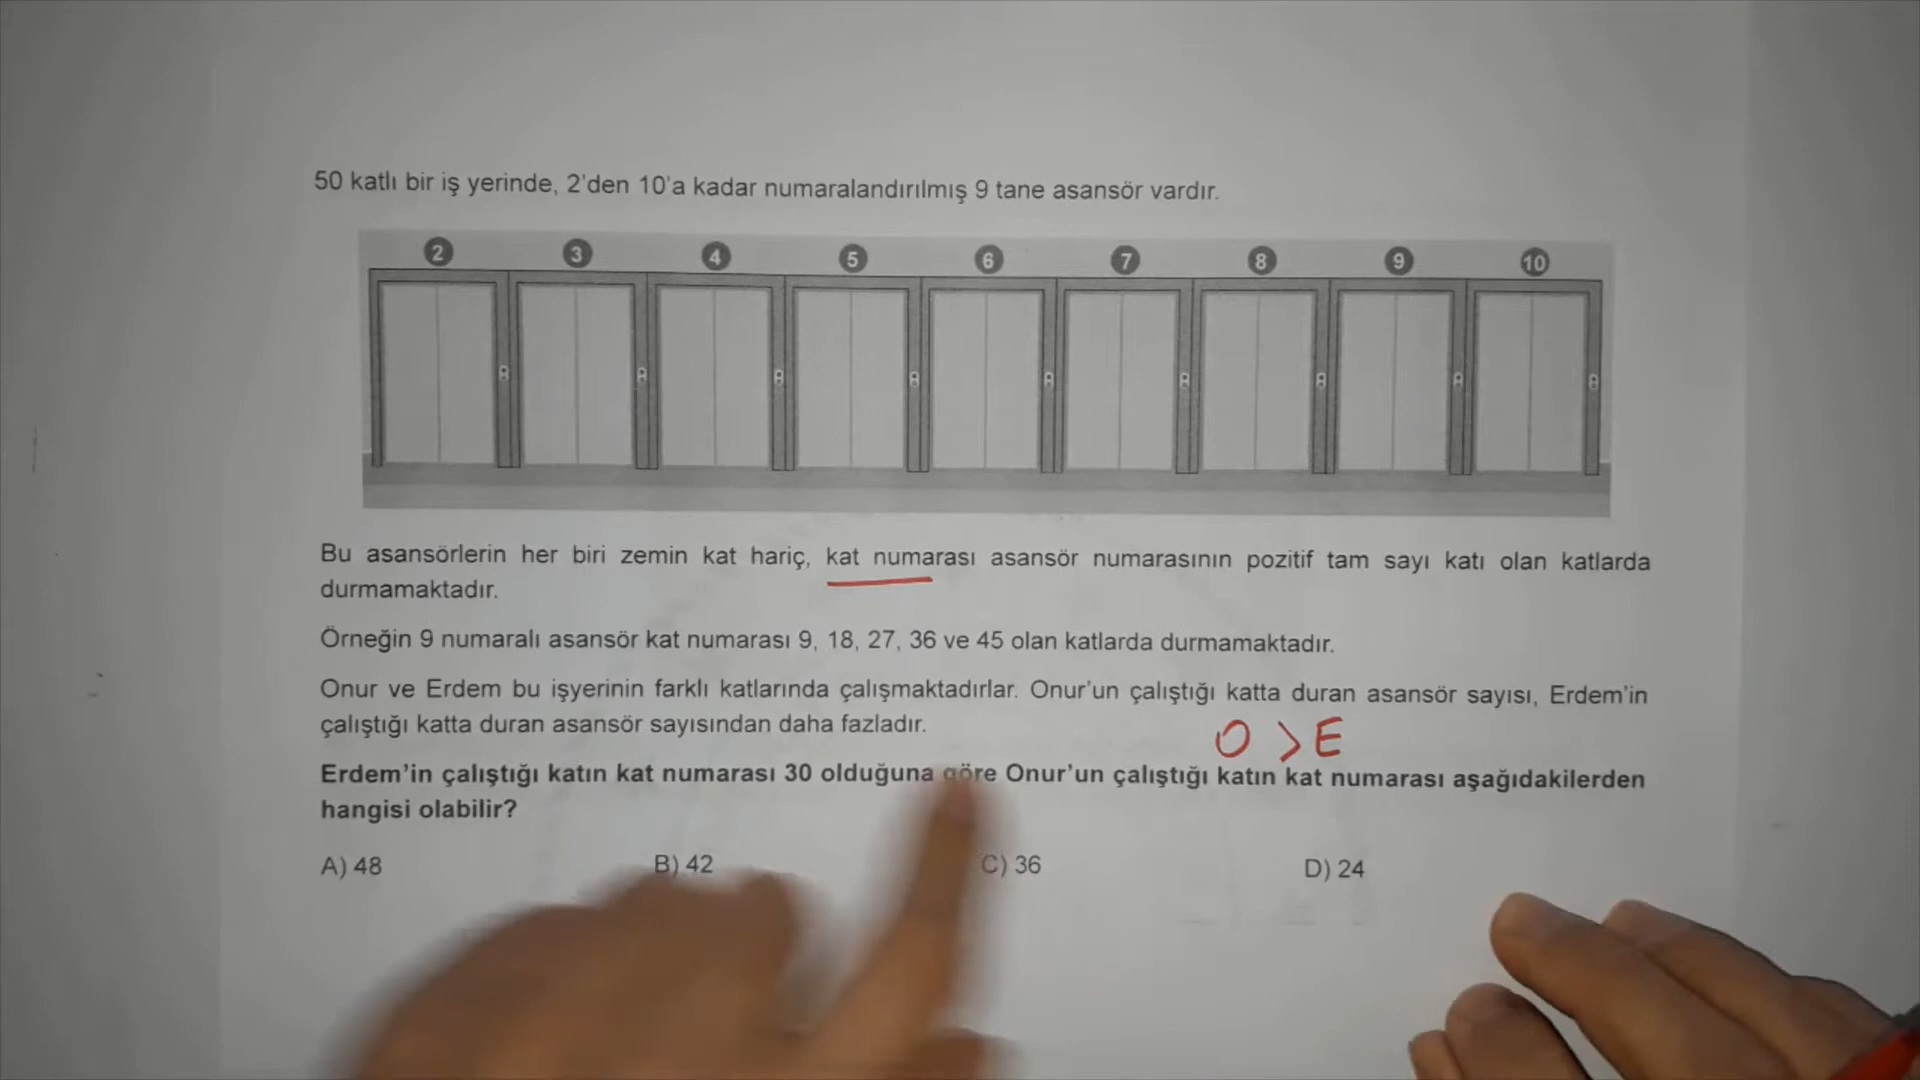 50 katlı bir iş yerinde, 2'den 10'a kadar numaralandırılmış 9 tane asansör vardır.
2 3 4 5 6 7 8 9 10
Bu asansörlerin her biri zemin kat hariç, kat numarası asansör numarasının pozitif tam sayı katı olan katlarda
durmamaktadır.
Örneğin 9 numaralı asansör kat numarası 9, 18, 27, 36 ve 45 olan katlarda durmamaktadır.
Onur ve Erdem bu işyerinin farklı katlarında çalışmaktadırlar. Onur'un çalıştığı katta duran asansör sayısı, Erdem'in
çalıştığı katta duran asansör sayısından daha fazladır.
O > E
Erdem'in çalıştığı katın kat numarası 30 olduğuna göre Onur'un çalıştığı katın kat numarası aşağıdakilerden
hangisi olabilir?
A) 48 B) 42 C) 36 D) 24